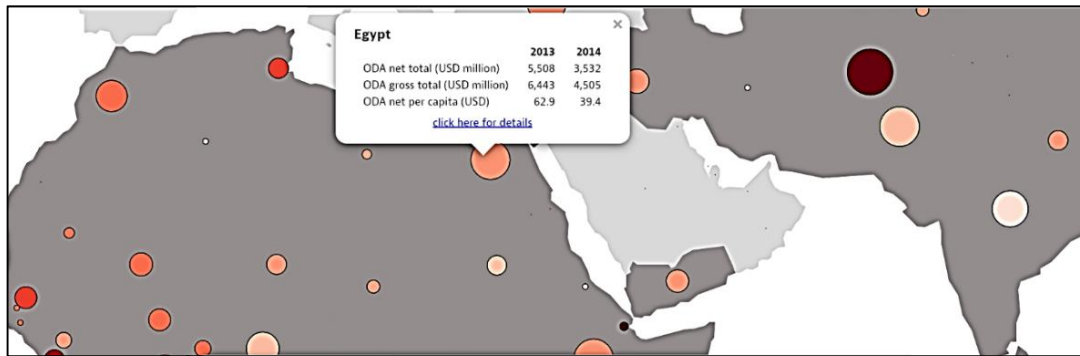 Egypt
2013 2014
ODA net total (USD million) 5,508 3,532
ODA gross total (USD million) 6,443 4,505
ODA net per capita (USD) 62.9 39.4
click here for details